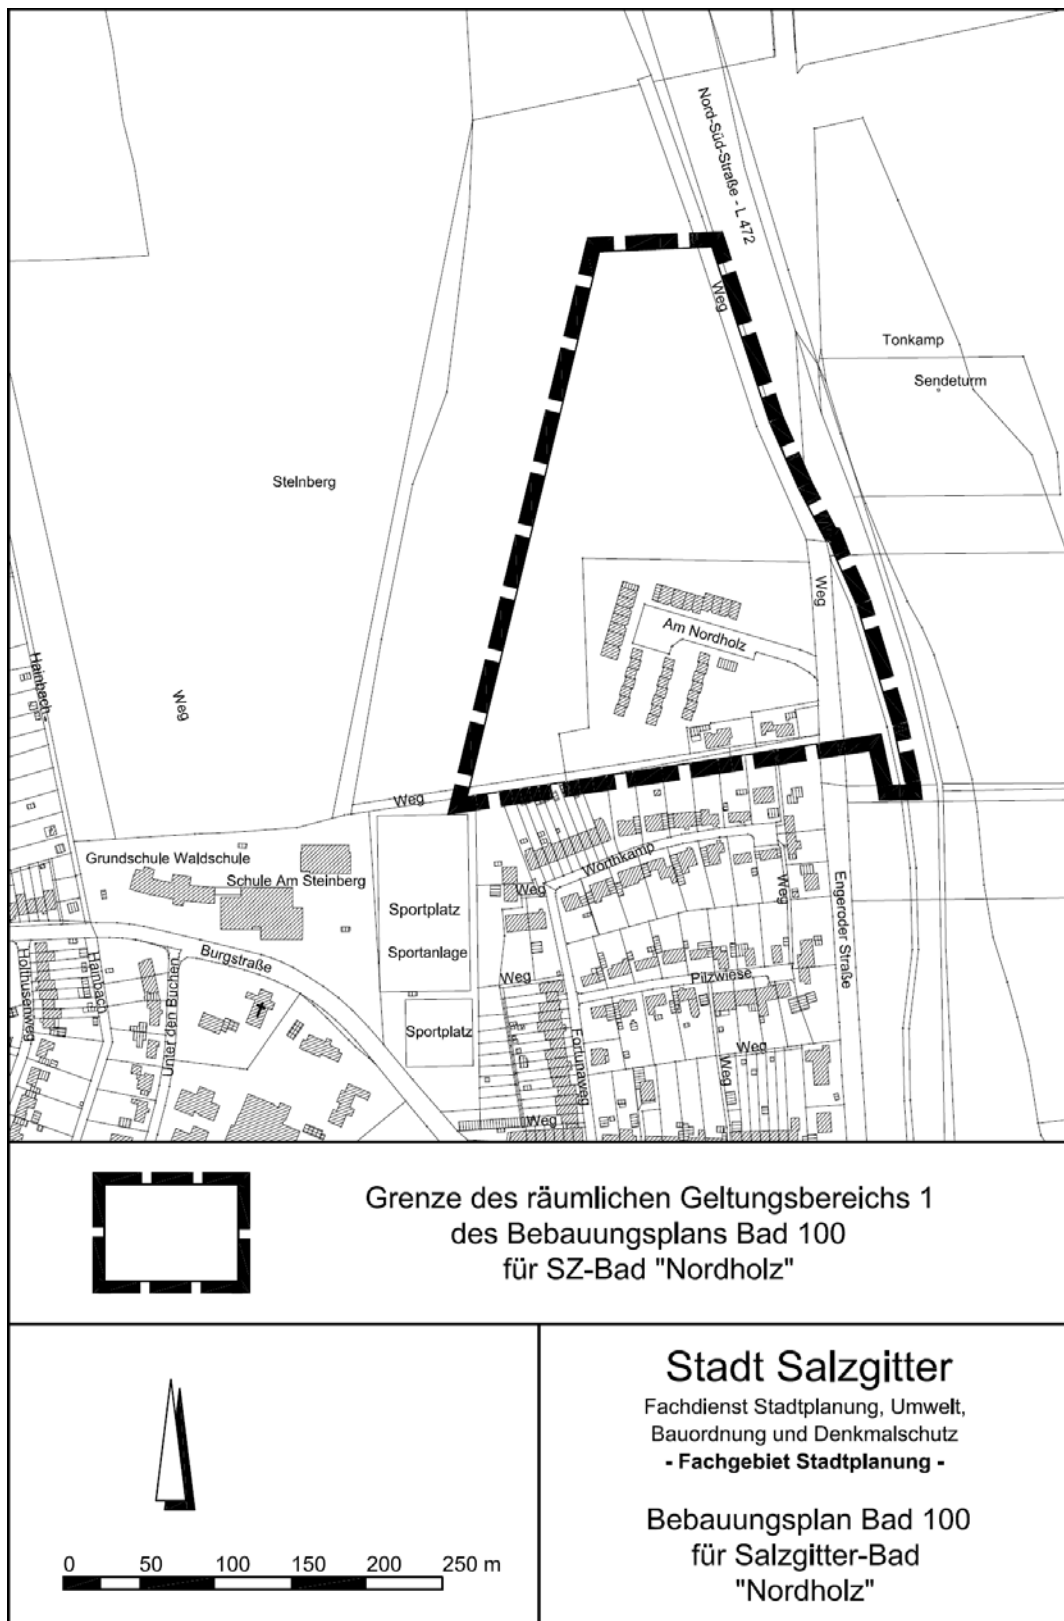 Nord-Süd-Straße - L 472
Weg
Tonkamp
Sendeturm
Steinberg
Weg
Am Nordholz
Hainbach-
Weg
Weg
Grundschule Waldschule
Schule Am Steinberg
Worthkamp
Weg
Weg
Engeroder Straße
Sportplatz
Sportanlage
Burgstraße
Holthusenweg
Hainbach
Unter den Buchen
Weg
Pilzwiese
Sportplatz
Fortunaweg
Weg
Weg
Weg
Grenze des räumlichen Geltungsbereichs 1
des Bebauungsplans Bad 100
für SZ-Bad "Nordholz"
Stadt Salzgitter
Fachdienst Stadtplanung, Umwelt,
Bauordnung und Denkmalschutz
- Fachgebiet Stadtplanung -
Bebauungsplan Bad 100
für Salzgitter-Bad
"Nordholz"
0 50 100 150 200 250 m